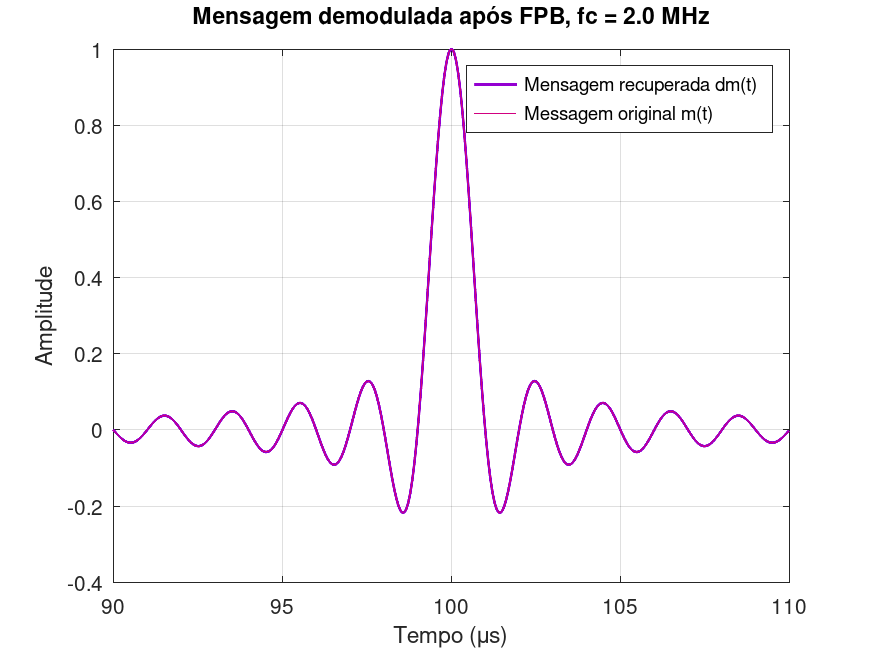 Mensagem demodulada após FPB, fc = 2.0 MHz
Mensagem recuperada dm(t)
Messagem original m(t)
Amplitude
1
0.8
0.6
0.4
0.2
0
-0.2
-0.4
90
95
100
105
110
Tempo (µs)